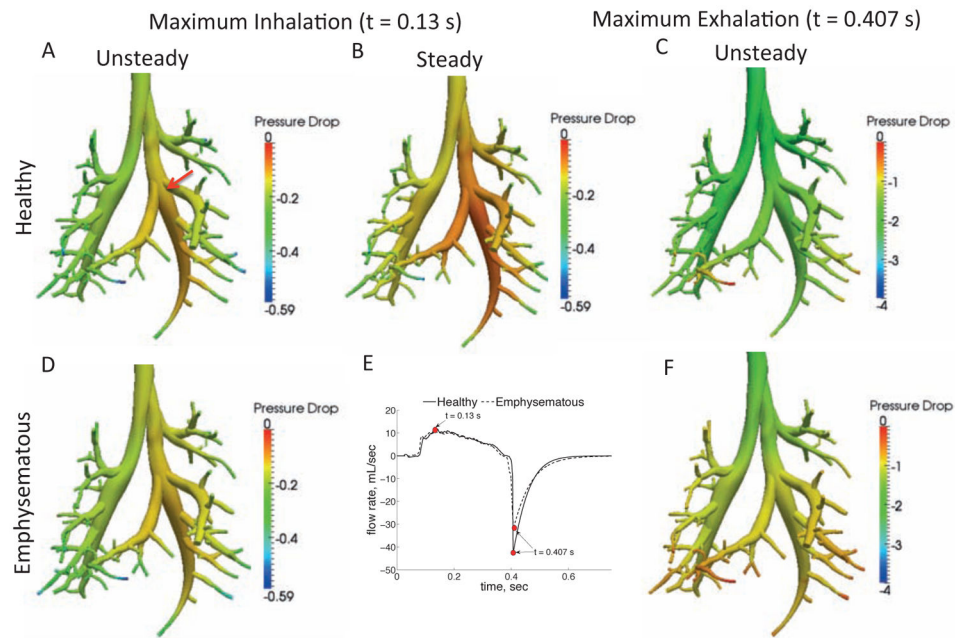 Maximum Inhalation (t = 0.13 s)
Maximum Exhalation (t = 0.407 s)
A
Unsteady
B
Steady
C
Unsteady
Healthy
Pressure Drop
0
-0.2
-0.4
-0.59
Pressure Drop
0
-0.2
-0.4
-0.59
Pressure Drop
0
-1
-2
-3
-4
D
E
F
Emphysematous
Pressure Drop
0
-0.2
-0.4
-0.59
Healthy
Emphysematous
t = 0.13 s
t = 0.407 s
flow rate, mL/sec
20
10
0
-10
-20
-30
-40
-50
0
0.2
0.4
0.6
time, sec
Pressure Drop
0
-1
-2
-3
-4